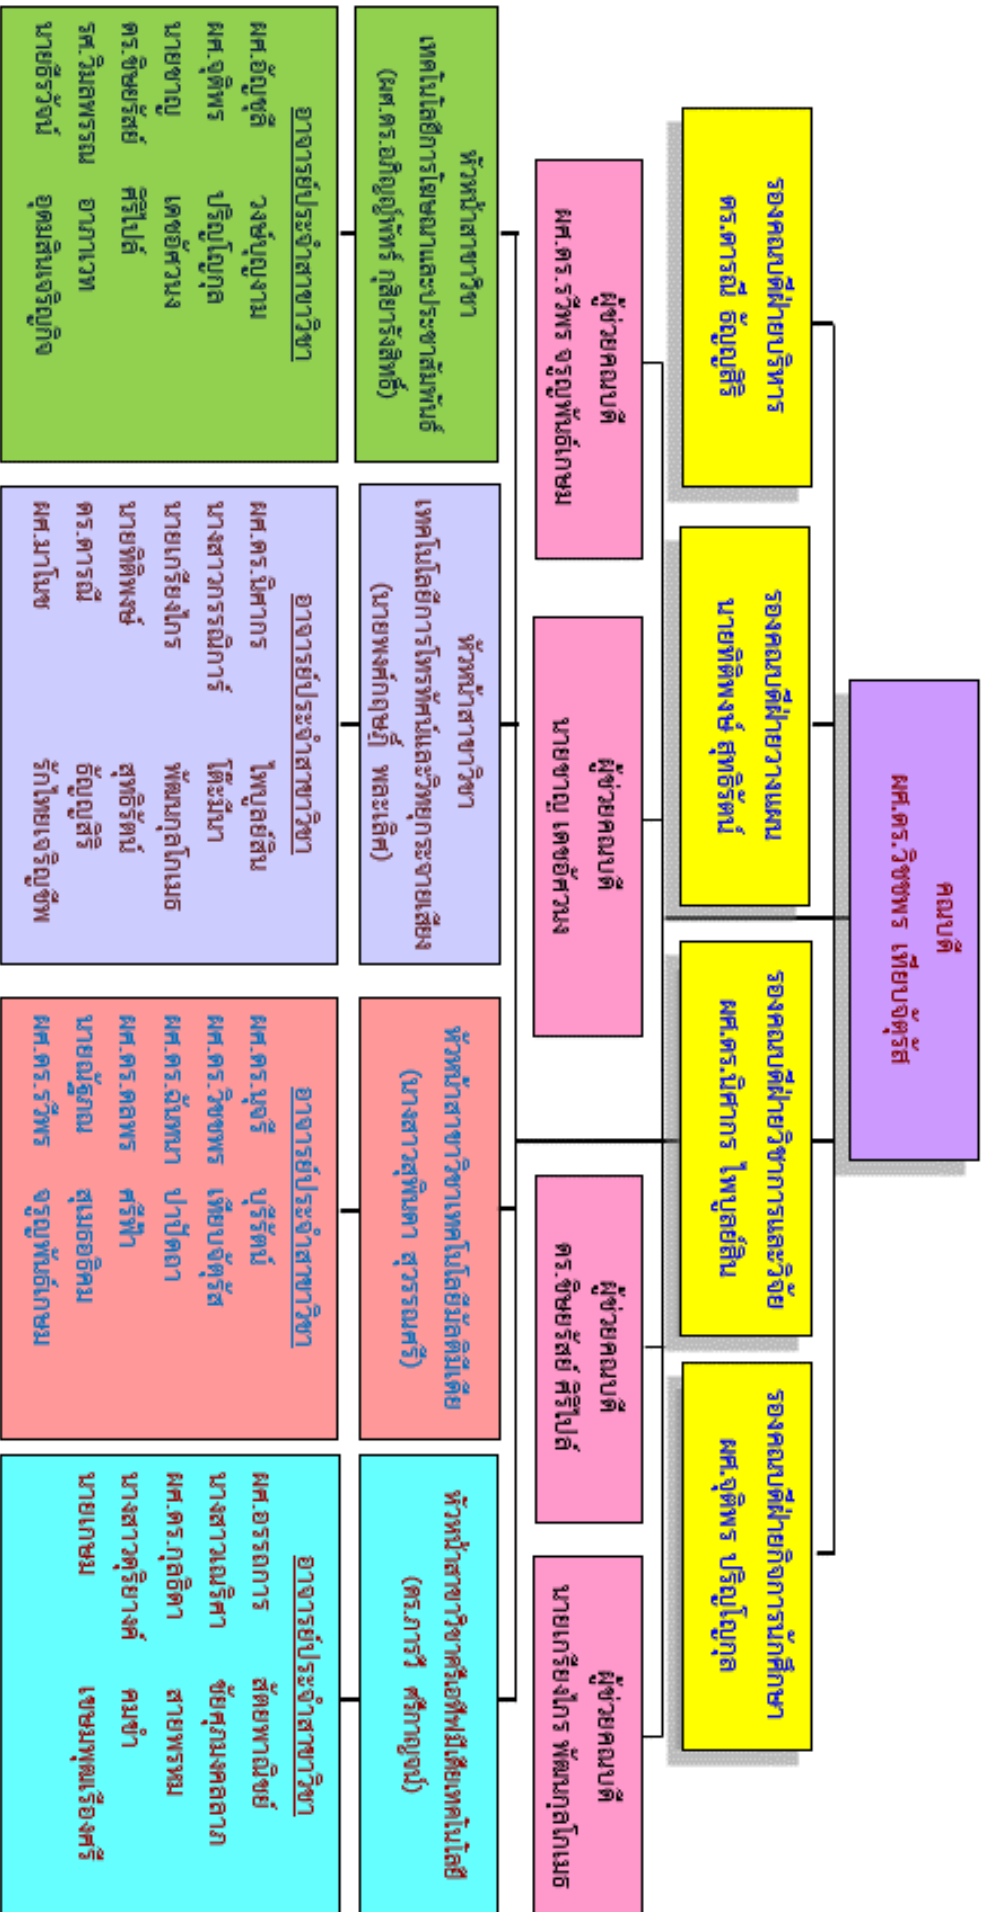 คณบดี
ผศ.ดร.วิชชพร เทียบจัตุรัส
รองคณบดีฝ่ายบริหาร
ดร.ดารณี ธัญญสิริ
รองคณบดีฝ่ายวางแผน
นายทิติพงษ์ สุทธิรัตน์
รองคณบดีฝ่ายวิชาการและวิจัย
ผศ.ดร.นิศากร ไพบูลย์สิน
รองคณบดีฝ่ายกิจการนักศึกษา
ผศ.จุติพร ปริญโญกุล
ผู้ช่วยคณบดี
ผศ.ดร.รวีพร จรูญพันธ์เกษม
ผู้ช่วยคณบดี
นายชาญ เดชอัศวนง
ผู้ช่วยคณบดี
ดร.ชิษยรัสย์ ศิริไปล์
ผู้ช่วยคณบดี
นายเกรียงไกร พัฒนกุลโกเมธ
หัวหน้าสาขาวิชา
เทคโนโลยีการโฆษณาและประชาสัมพันธ์
(ผศ.ดร.อภิญญ์พัทร์ กุสิยารังสิทธิ์)
หัวหน้าสาขาวิชา
เทคโนโลยีการโทรทัศน์และวิทยุกระจายเสียง
(นายพงศ์กฤษฎิ์ พละเลิศ)
หัวหน้าสาขาวิชาเทคโนโลยีมัลติมีเดีย
(นางสาวสุพินดา สุวรรณศรี)
หัวหน้าสาขาวิชาครีเอทีฟมีเดียเทคโนโลยี
(ดร.ภารวี ศรีกาญจน์)
อาจารย์ประจำสาขาวิชา
ผศ.อัญชุลี วงษ์บุญงาม
ผศ.จุติพร ปริญโญกุล
นายชาญ เดชอัศวนง
ดร.ชิษยรัสย์ ศิริไปล์
รศ.วิมลพรรณ อาภาเวท
นายธีรวัจน์ อุดมสินเจริญกิจ
อาจารย์ประจำสาขาวิชา
ผศ.ดร.นิศากร ไพบูลย์สิน
นางสาวกรรณิการ์ โต๊ะมีนา
นายเกรียงไกร พัฒนกุลโกเมธ
นายทิติพงษ์ สุทธิรัตน์
ดร.ดารณี ธัญญสิริ
ผศ.มาโนช รักไทยเจริญชีพ
อาจารย์ประจำสาขาวิชา
ผศ.ดร.บุจรี บุรีรัตน์
ผศ.ดร.วิชชพร เทียบจัตุรัส
ผศ.ดร.ฉันทนา ปาปัดถา
ผศ.ดร.ดลพร ศรีฟ้า
นายณัฐภณ สุเมธอธิคม
ผศ.ดร.รวีพร จรูญพันธ์เกษม
อาจารย์ประจำสาขาวิชา
ผศ.อรรถการ สัตยพาณิชย์
นางสาวเณริศา ชัยศุภมงคลลาภ
ผศ.ดร.กุลธิดา สายพรหม
นางสาวดุริยางค์ คมขำ
นายเกษม เขษมพุฒเรืองศรี